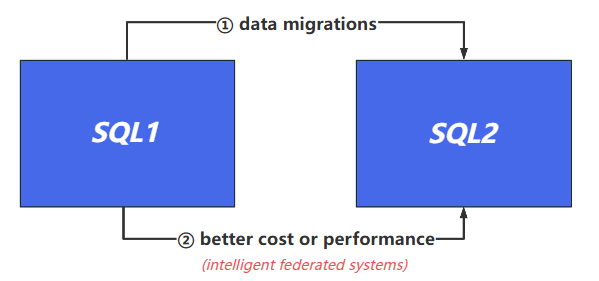 ① data migrations
SQL1
SQL2
② better cost or performance
(intelligent federated systems)